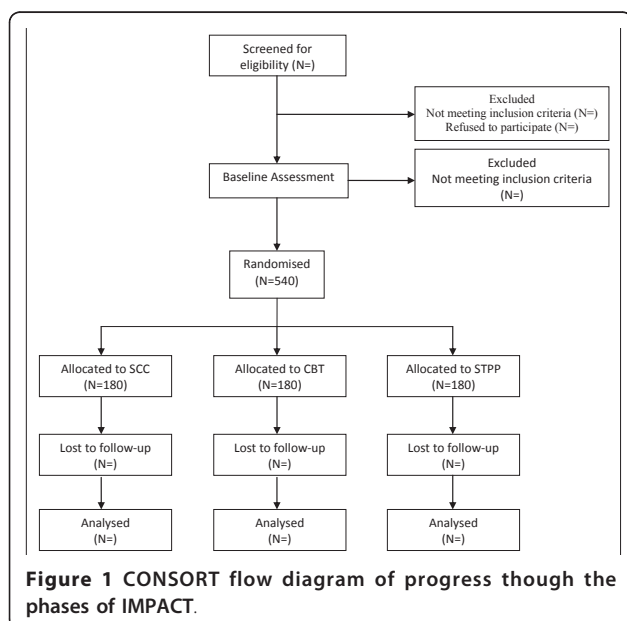 Screened for
eligibility (N=)
Excluded
Not meeting inclusion criteria (N=)
Refused to participate (N=)
Baseline Assessment
Excluded
Not meeting inclusion criteria
(N=)
Randomised
(N=540)
Allocated to SCC
(N=180)
Allocated to CBT
(N=180)
Allocated to STPP
(N=180)
Lost to follow-up
(N=)
Lost to follow-up
(N=)
Lost to follow-up
(N=)
Analysed
(N=)
Analysed
(N=)
Analysed
(N=)
Figure 1 CONSORT flow diagram of progress though the
phases of IMPACT.